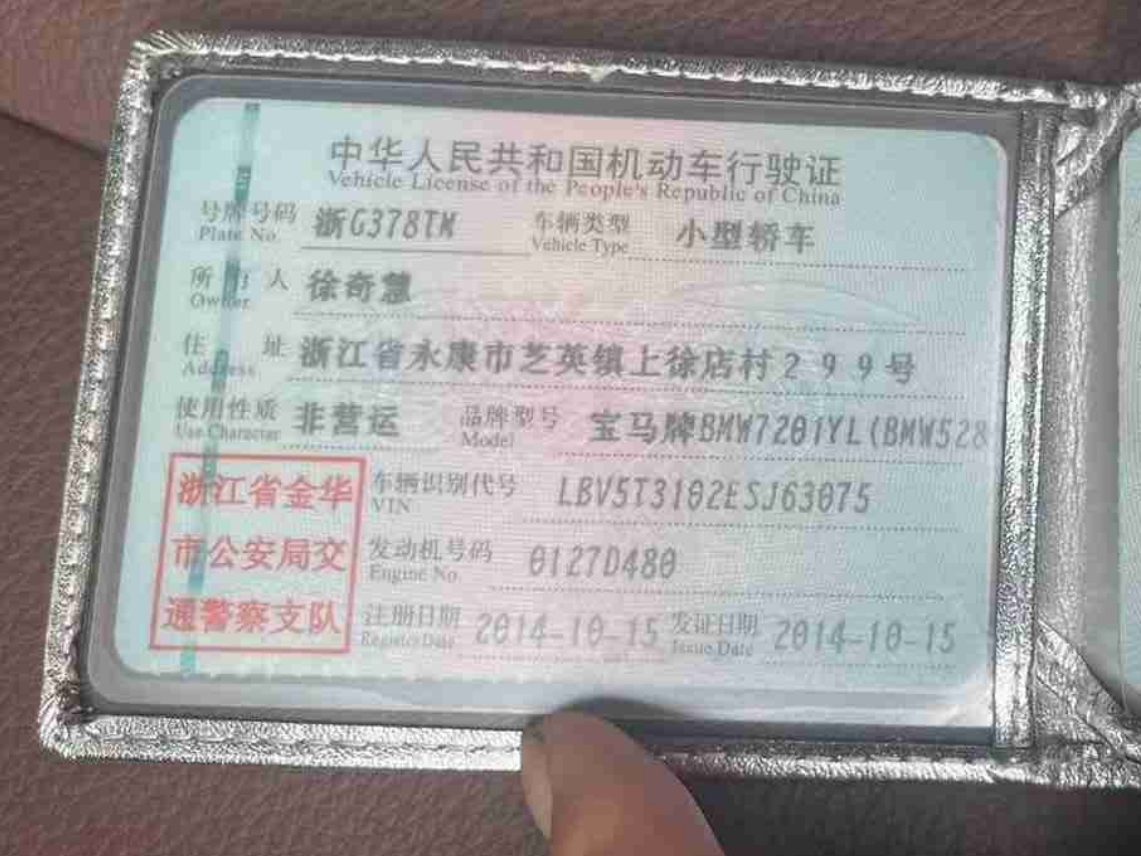 中华人民共和国机动车行驶证
Vehicle License of the People's Republic of China
号牌号码 浙G378TM 车辆类型 小型轿车
Plate No. Vehicle Type
所有人 徐奇慧
Owner
住址 浙江省永康市芝英镇上徐店村299号
Address
使用性质 非营运 品牌型号 宝马牌BMW7201YL(BMW528
Use Character Model
浙江省金华
市公安局交
通警察支队
车辆识别代号 LBV5T3102ESJ63075
VIN
发动机号码 0127D480
Engine No.
注册日期 2014-10-15 发证日期 2014-10-15
Register Date Issue Date